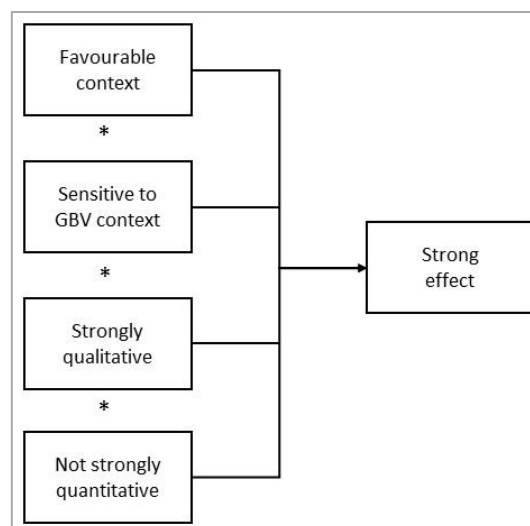 Favourable
context
*
Sensitive to
GBV context
*
Strongly
qualitative
*
Not strongly
quantitative
Strong
effect